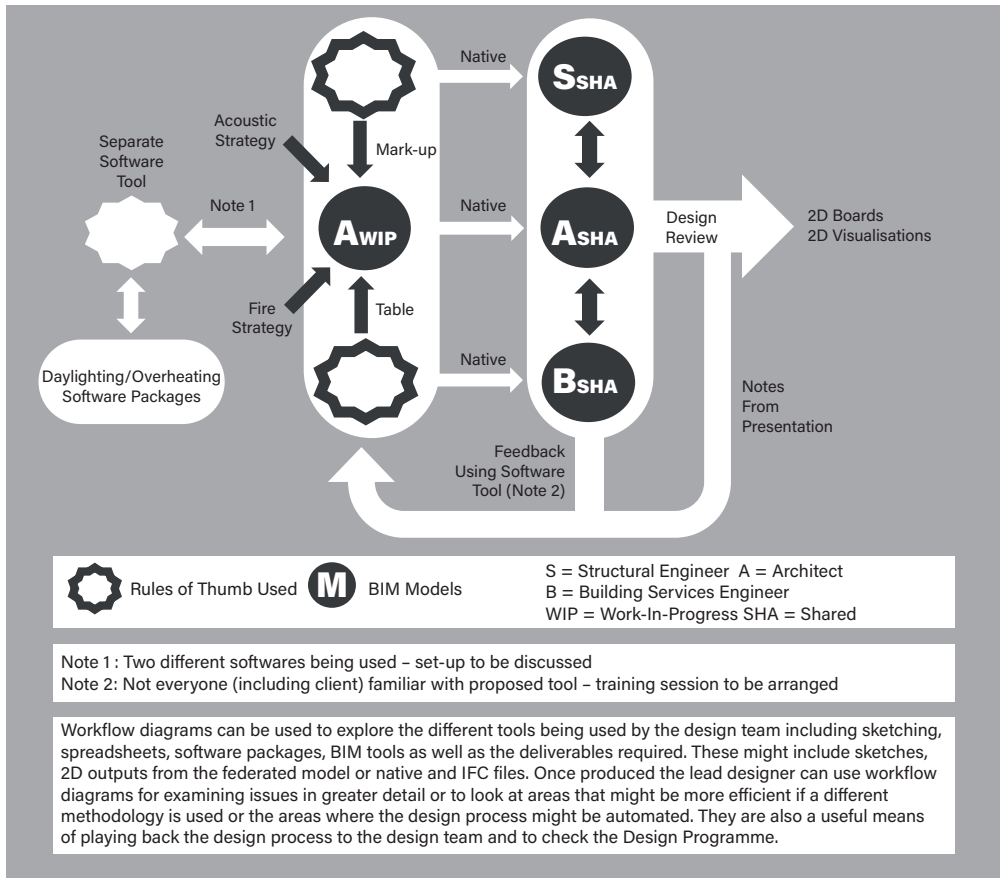 Separate
Software
Tool
Acoustic
Strategy
Note 1
Fire
Strategy
Daylighting/Overheating
Software Packages
Mark-up
AWIP
Table
Native
Native
Native
SSHA
ASHA
BSHA
Design
Review
2D Boards
2D Visualisations
Notes
From
Presentation
Feedback
Using Software
Tool (Note 2)
Rules of Thumb Used
M
BIM Models
S = Structural Engineer A = Architect
B = Building Services Engineer
WIP = Work-In-Progress SHA = Shared
Note 1 : Two different softwares being used – set-up to be discussed
Note 2: Not everyone (including client) familiar with proposed tool – training session to be arranged
Workflow diagrams can be used to explore the different tools being used by the design team including sketching,
spreadsheets, software packages, BIM tools as well as the deliverables required. These might include sketches,
2D outputs from the federated model or native and IFC files. Once produced the lead designer can use workflow
diagrams for examining issues in greater detail or to look at areas that might be more efficient if a different
methodology is used or the areas where the design process might be automated. They are also a useful means
of playing back the design process to the design team and to check the Design Programme.